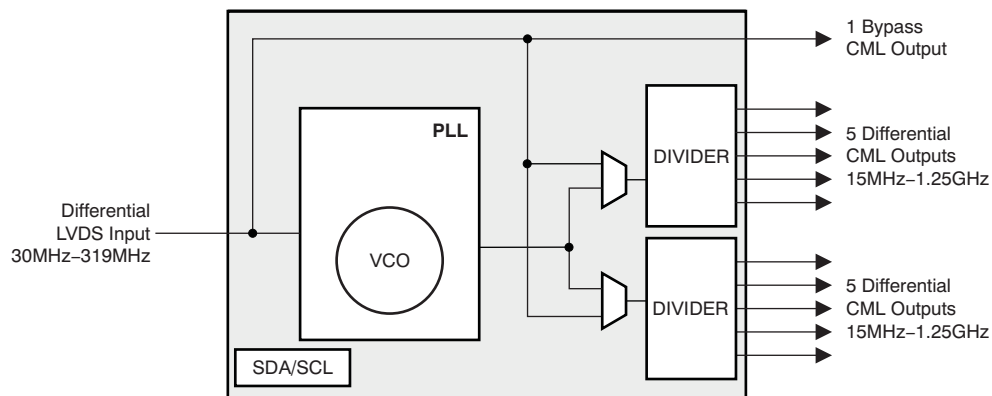 1 Bypass
CML Output
PLL
DIVIDER
5 Differential
CML Outputs
15MHz–1.25GHz
Differential
LVDS Input
30MHz–319MHz
VCO
DIVIDER
5 Differential
CML Outputs
15MHz–1.25GHz
SDA/SCL